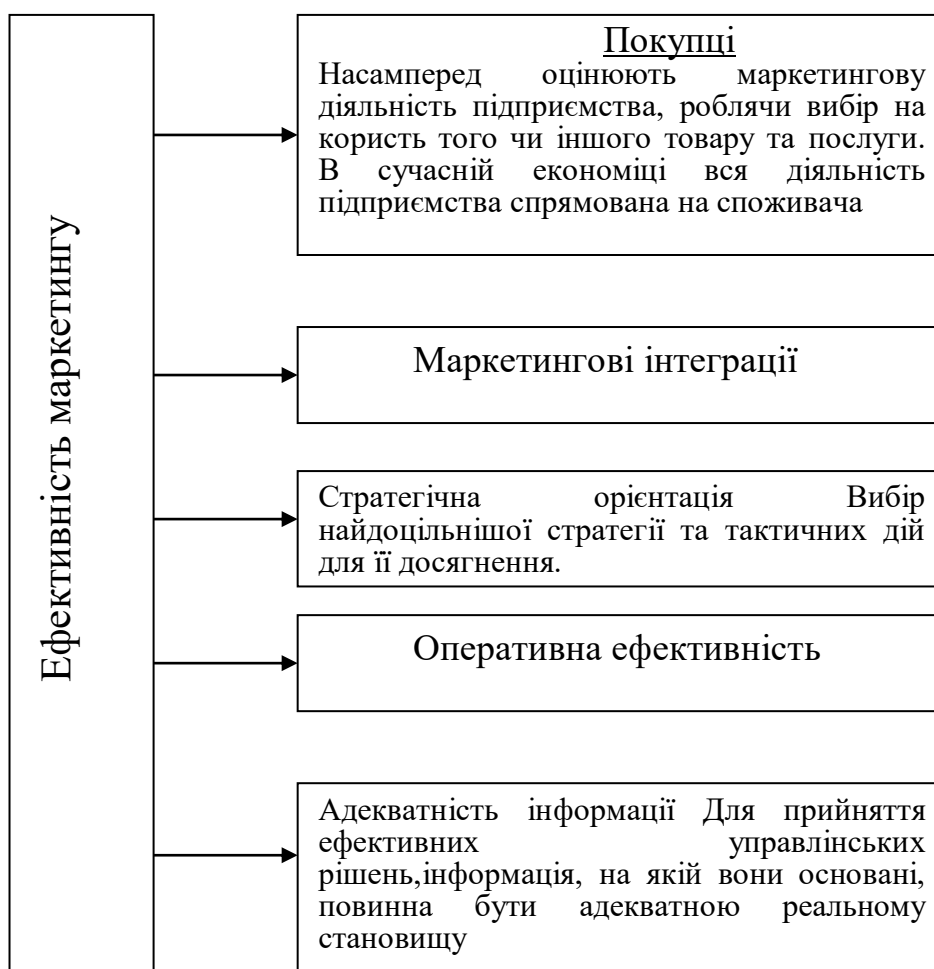 Ефективність маркетингу
Покупці
Насамперед оцінюють маркетингову
діяльність підприємства, роблячи вибір на
користь того чи іншого товару та послуги.
В сучасній економіці вся діяльність
підприємства спрямована на споживача
Маркетингові інтеграції
Стратегічна орієнтація Вибір
найдоцільнішої стратегії та тактичних дій
для її досягнення.
Оперативна ефективність
Адекватність інформації Для прийняття
ефективних управлінських
рішень,інформація, на якій вони основані,
повинна бути адекватною реальному
становищу